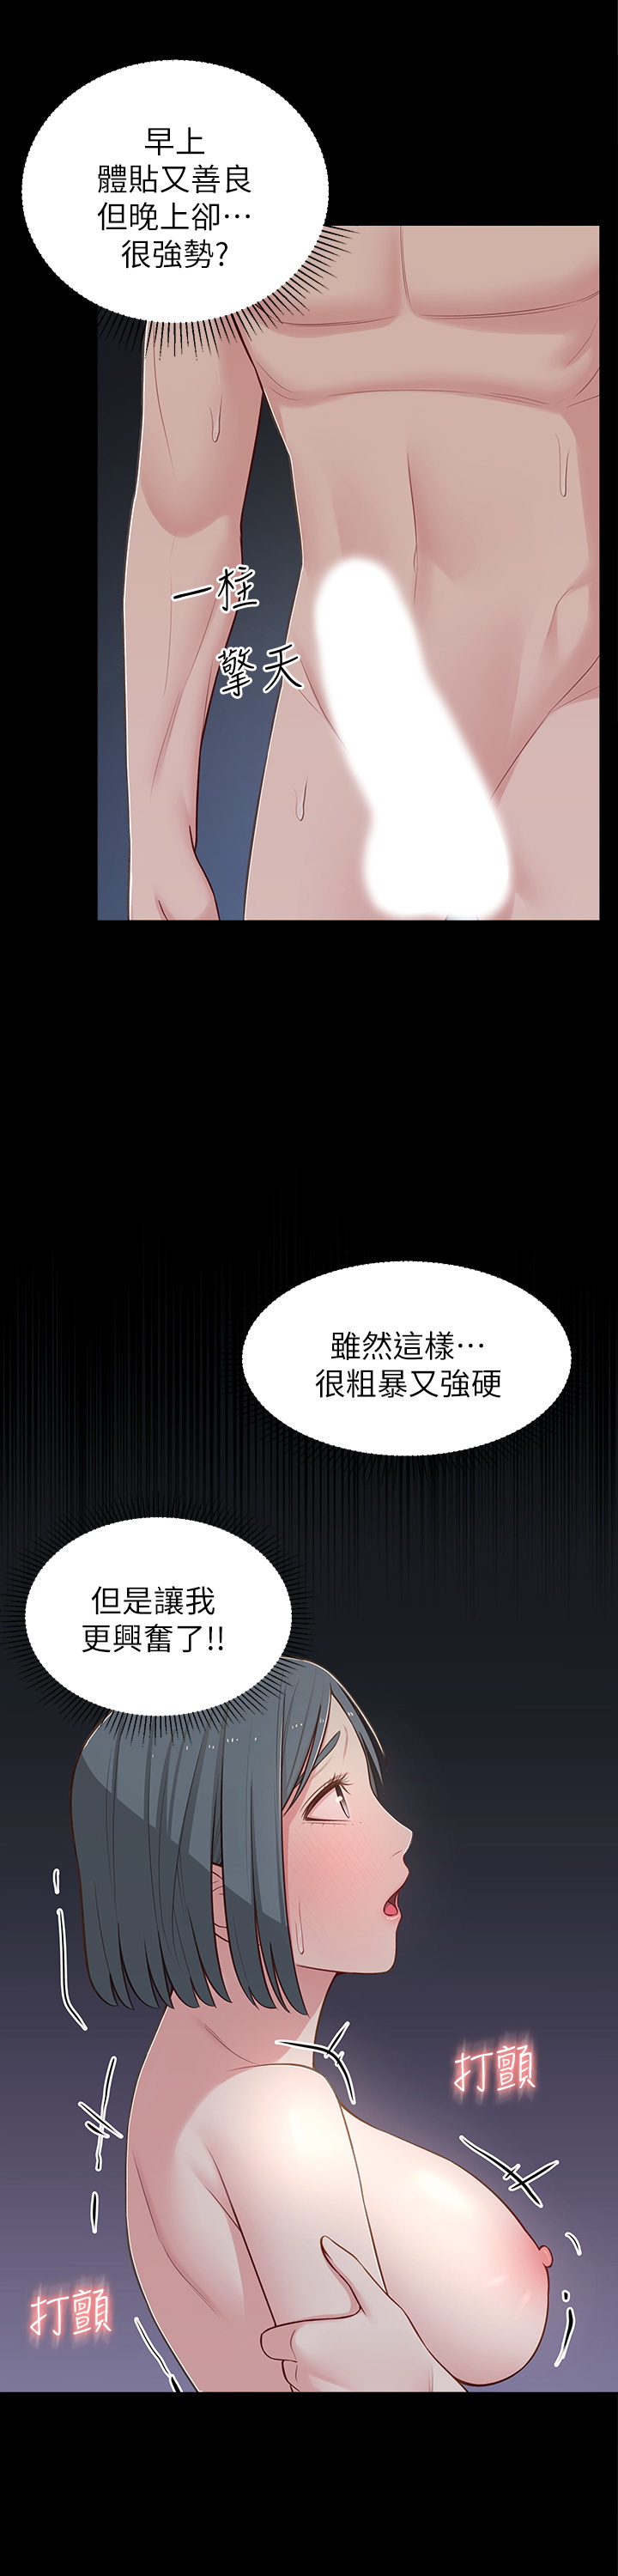 早上
體貼又善良
但晚上卻⋯
很強勢?
一柱
擎天
雖然這樣⋯
很粗暴又強硬
但是讓我
更興奮了!!
打顫
打顫